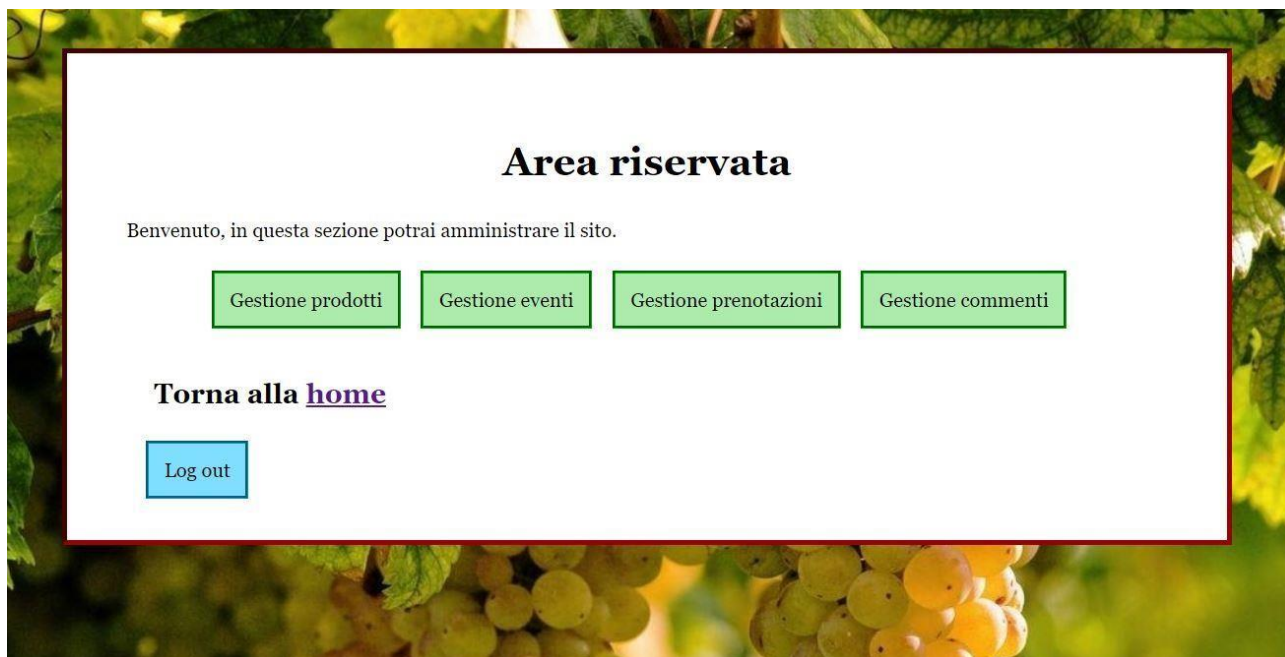 Area riservata
Benvenuto, in questa sezione potrai amministrare il sito.
Gestione prodotti Gestione eventi Gestione prenotazioni Gestione commenti
Torna alla home
Log out